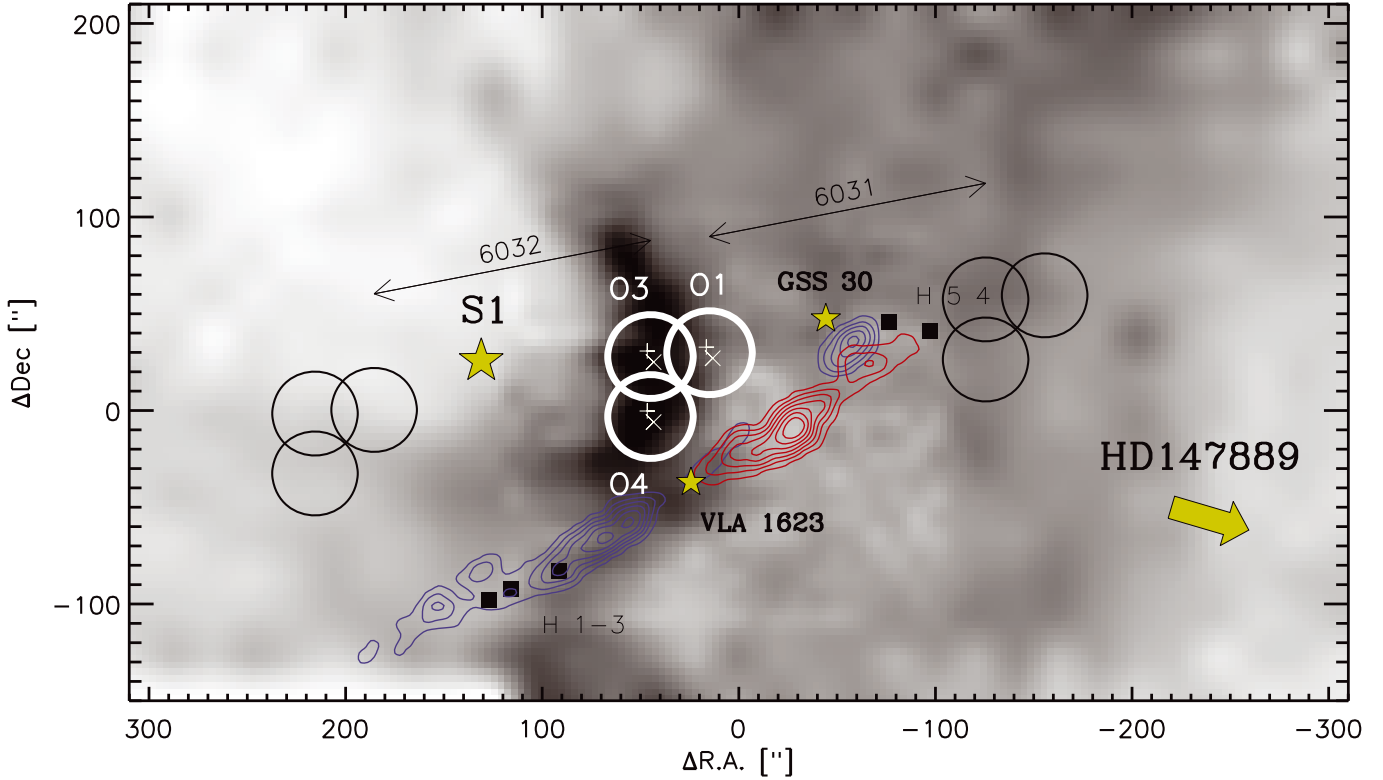 200
100
0
−100
300
200
100
0
−100
−200
−300
ΔDec ["]
ΔR.A. ["]
6031
6032
O3 O1
S1
GSS 30
H 5 4
HD147889
O4
VLA 1623
H 1−3